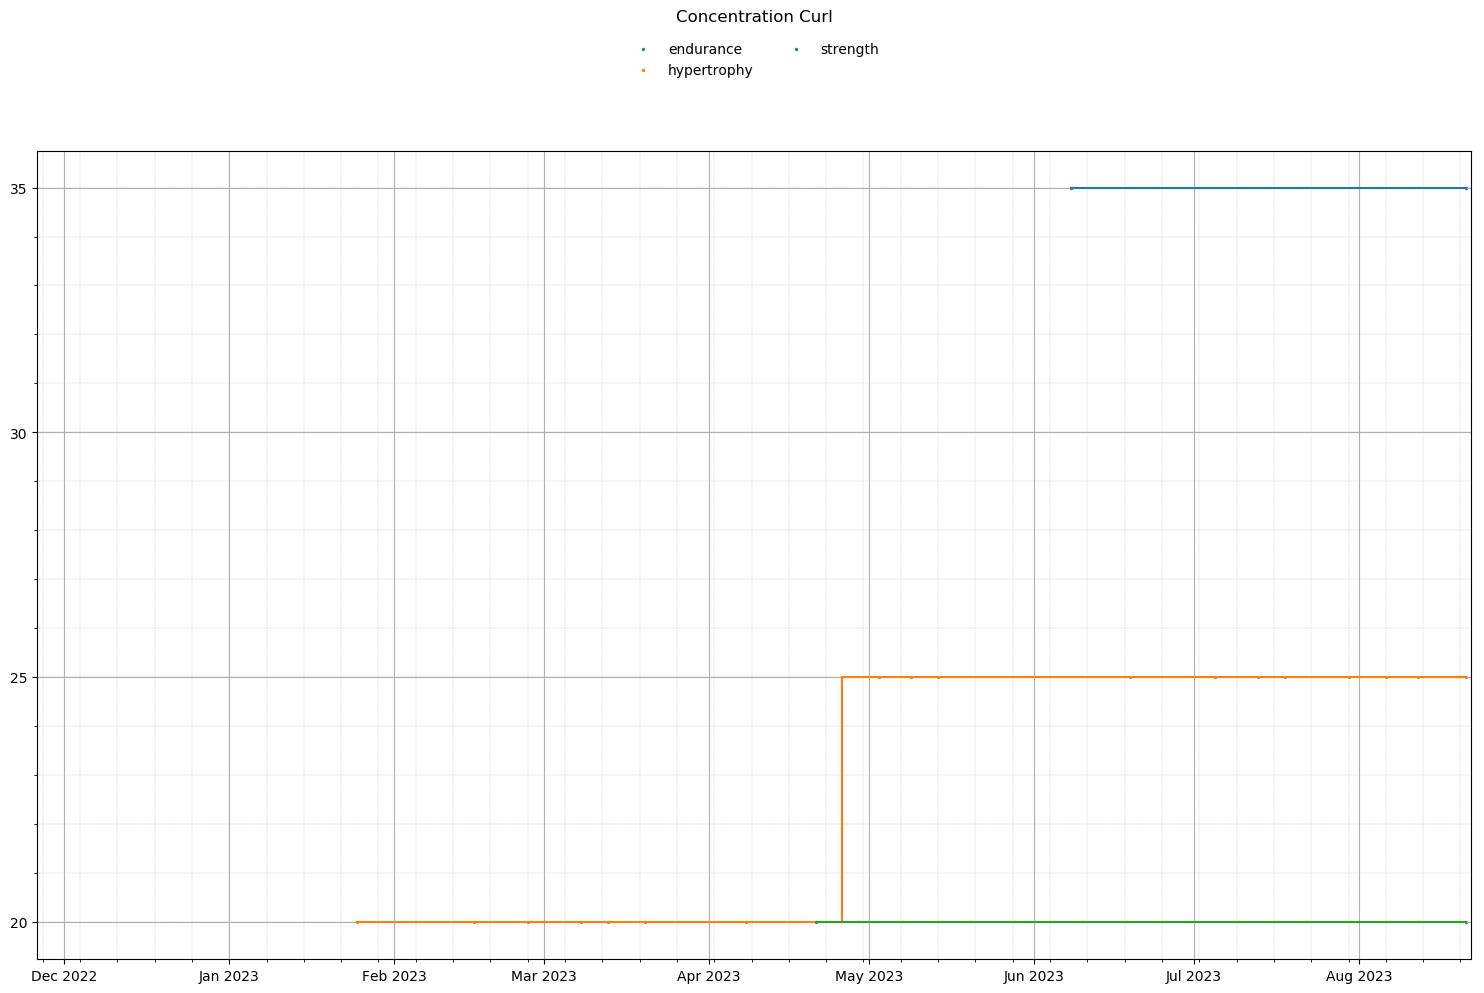 Concentration Curl
endurance strength
hypertrophy
35
30
25
20
Dec 2022 Jan 2023 Feb 2023 Mar 2023 Apr 2023 May 2023 Jun 2023 Jul 2023 Aug 2023